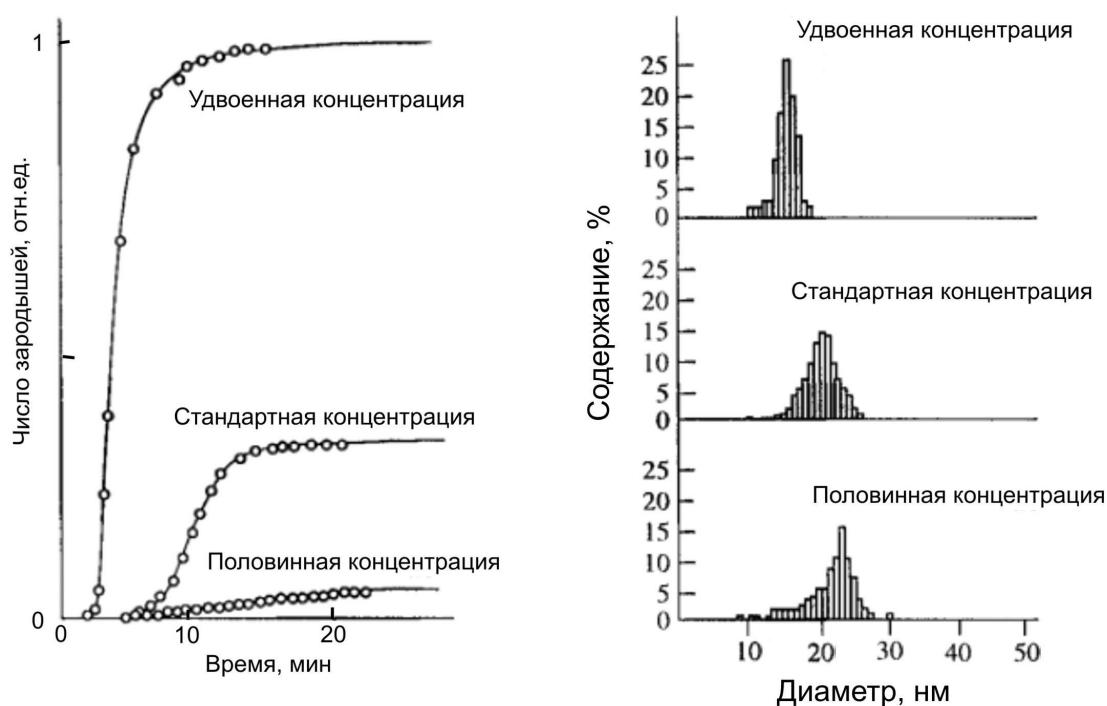 1
Удвоенная концентрация
Число зародышей, отн.ед.
Стандартная концентрация
Половинная концентрация
0
0 10 20
Время, мин
Удвоенная концентрация
25
20
15
10
5
0
Стандартная концентрация
25
20
15
10
5
0
Половинная концентрация
25
20
15
10
5
0
Содержание, %
10 20 30 40 50
Диаметр, нм